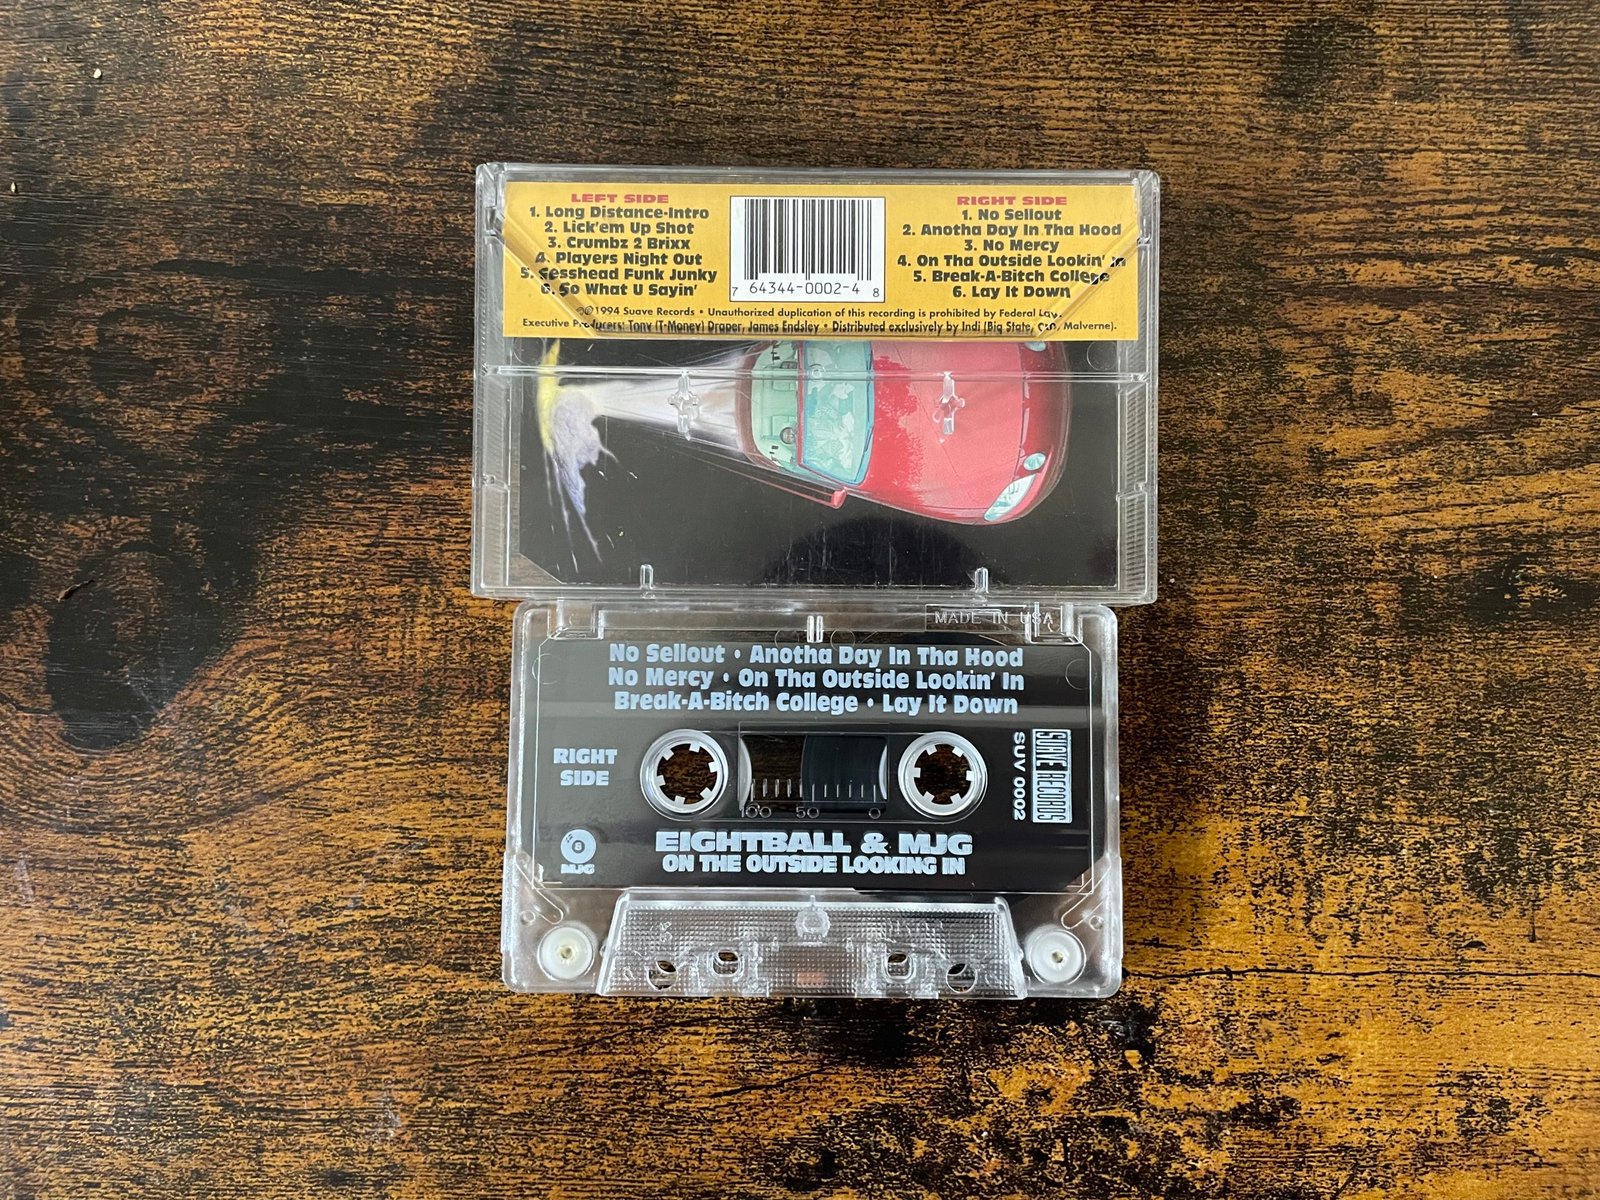 LEFT SIDE
1. Long Distance-Intro
2. Lick'em Up Shot
3. Crumbz 2 Brixx
4. Players Night Out
5. Sesshead Funk Junky
6. So What U Sayin'
7 64344-0002-4 8
RIGHT SIDE
1. No Sellout
2. Anotha Day In Tha Hood
3. No Mercy
4. On Tha Outside Lookin' In
5. Break-A-Bitch College
6. Lay It Down
℗©1994 Suave Records • Unauthorized duplication of this recording is prohibited by Federal Law.
Executive Producers: Tony (T-Money) Draper, James Endsley • Distributed exclusively by Indi (Big State, Malverne).
MADE IN USA
No Sellout • Anotha Day In Tha Hood
No Mercy • On Tha Outside Lookin' In
Break-A-Bitch College • Lay It Down
RIGHT
SIDE
100 50 0
SUAVE RECORDS
SUV 0002
8
MJG
EIGHTBALL & MJG
ON THE OUTSIDE LOOKING IN